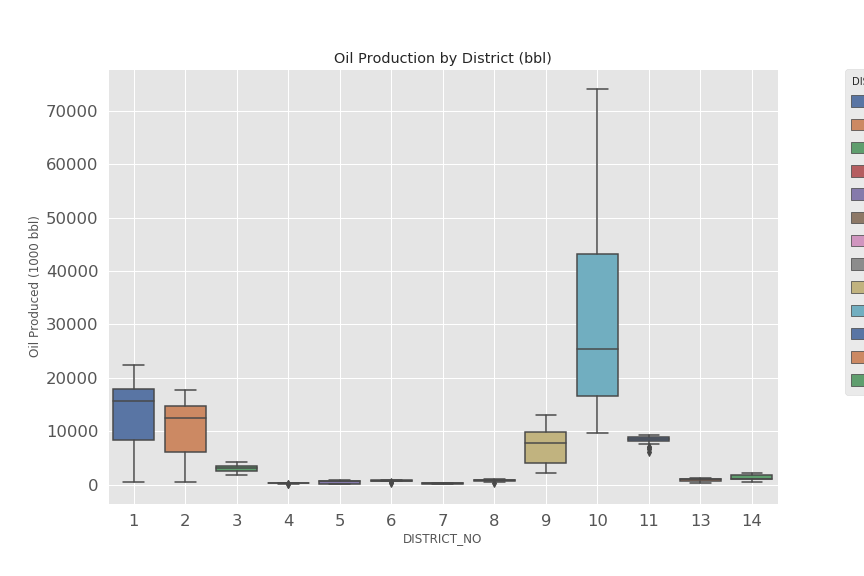 Oil Production by District (bbl)
70000
60000
50000
40000
30000
20000
10000
0
Oil Produced (1000 bbl)
1 2 3 4 5 6 7 8 9 10 11 13 14
DISTRICT_NO
DIS